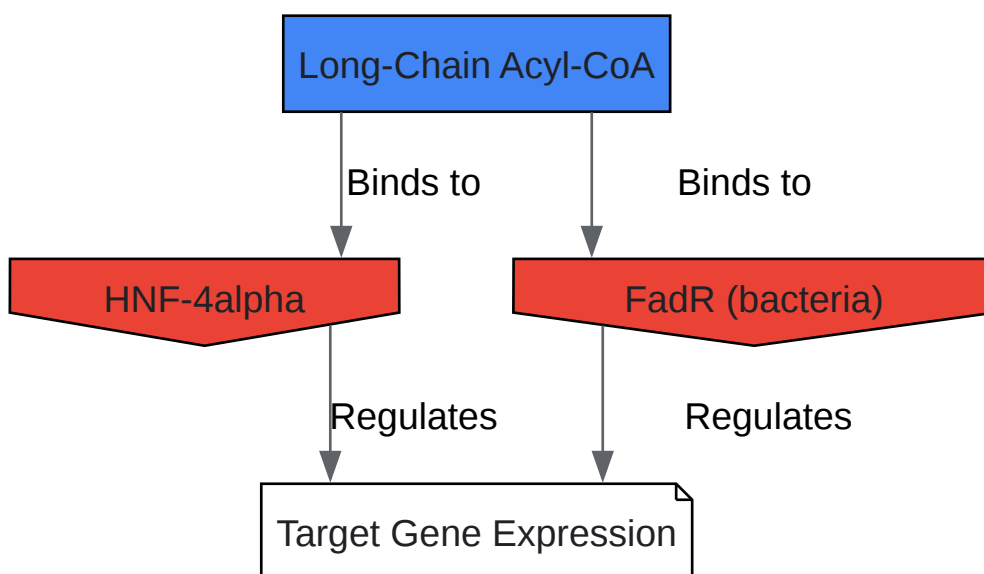 Long-Chain Acyl-CoA
Binds to
Binds to
HNF-4alpha
FadR (bacteria)
Regulates
Regulates
Target Gene Expression